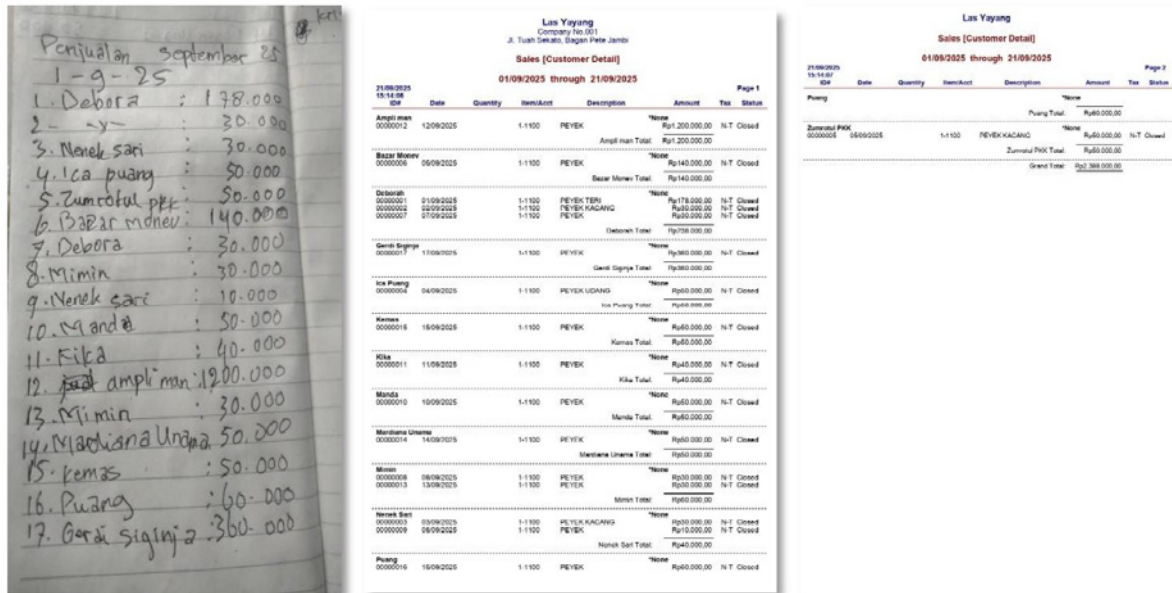 Penjualan September 25
1-9-25
1. Debora : 178.000
2- -y- : 30.000
3. Nenek sari : 30.000
4. Ica puang : 50.000
5. Zumrotul pkk : 50.000
6. Bazar monev : 140.000
7. Debora : 30.000
8. Mimin : 30.000
9. Nenek sari : 10.000
10. Manda : 50.000
11. Kika : 40.000
12. ampli man : 1200.000
13. Mimin : 30.000
14. Mardiana Unama 50.000
15. Kemas : 50.000
16. Puang : 60.000
17. Gerdi siginja : 360.000
Las Yayang
Company No.001
Jl. Tuah Sekato, Bagan Pete Jambi
Sales [Customer Detail]
01/09/2025 through 21/09/2025
21/09/2025 Page 1
15:14:06
ID# Date Quantity Item/Acct Description Amount Tax Status
Ampli man *None
00000012 12/09/2025 1-1100 PEYEK Rp1.200.000,00 N-T Closed
Ampli man Total: Rp1.200.000,00
Bazar Monev *None
00000006 1-1100 PEYEK Rp140.000,00 N-T Closed
Bazar Monev Total: Rp140.000,00
Deborah *None
00000001 01/09/2025 1-1100 PEYEK TERI Rp178.000,00 N-T Closed
00000002 02/09/2025 1-1100 PEYEK KACANG Rp30.000,00 N-T Closed
00000007 07/09/2025 1-1100 PEYEK Rp30.000,00 N-T Closed
Deborah Total:
Gerdi Siginja *None
00000017 17/09/2025 1-1100 PEYEK Rp360.000,00 N-T Closed
Gerdi Siginja Total: Rp360.000,00
Ica Puang *None
00000004 04/09/2025 1-1100 PEYEK UDANG Rp50.000,00 N-T Closed
Ica Puang Total: Rp50.000,00
Kemas *None
00000015 15/09/2025 1-1100 PEYEK Rp50.000,00 N-T Closed
Kemas Total: Rp50.000,00
Kika *None
00000011 11/09/2025 1-1100 PEYEK Rp40.000,00 N-T Closed
Kika Total: Rp40.000,00
Manda *None
00000010 10/09/2025 1-1100 PEYEK Rp50.000,00 N-T Closed
Manda Total: Rp50.000,00
Mardiana Unama *None
00000014 14/09/2025 1-1100 PEYEK Rp50.000,00 N-T Closed
Mardiana Unama Total: Rp50.000,00
Mimin *None
00000008 08/09/2025 1-1100 PEYEK Rp30.000,00 N-T Closed
00000013 13/09/2025 1-1100 PEYEK Rp30.000,00 N-T Closed
Mimin Total: Rp60.000,00
Nenek Sari *None
00000003 03/09/2025 1-1100 PEYEK KACANG Rp30.000,00 N-T Closed
00000009 1-1100 PEYEK Rp10.000,00 N-T Closed
Nenek Sari Total: Rp40.000,00
Puang *None
00000016 1-1100 PEYEK Rp60.000,00 N-T Closed
Las Yayang
Sales [Customer Detail]
01/09/2025 through 21/09/2025
21/09/2025 Page 2
15:14:07
ID# Date Quantity Item/Acct Description Amount Tax Status
Puang *None
Puang Total: Rp60.000,00
Zumrotul PKK *None
00000005 05/09/2025 1-1100 PEYEK KACANG Rp50.000,00 N-T Closed
Zumrotul PKK Total: Rp50.000,00
Grand Total: